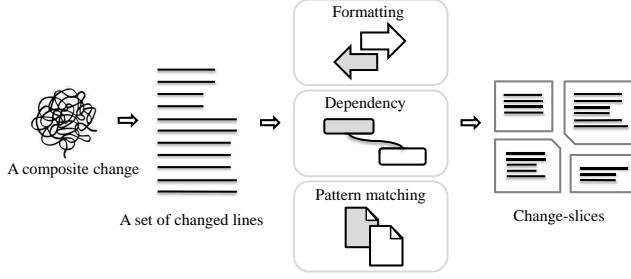 Formatting
Dependency
A composite change
Pattern matching
A set of changed lines
Change-slices